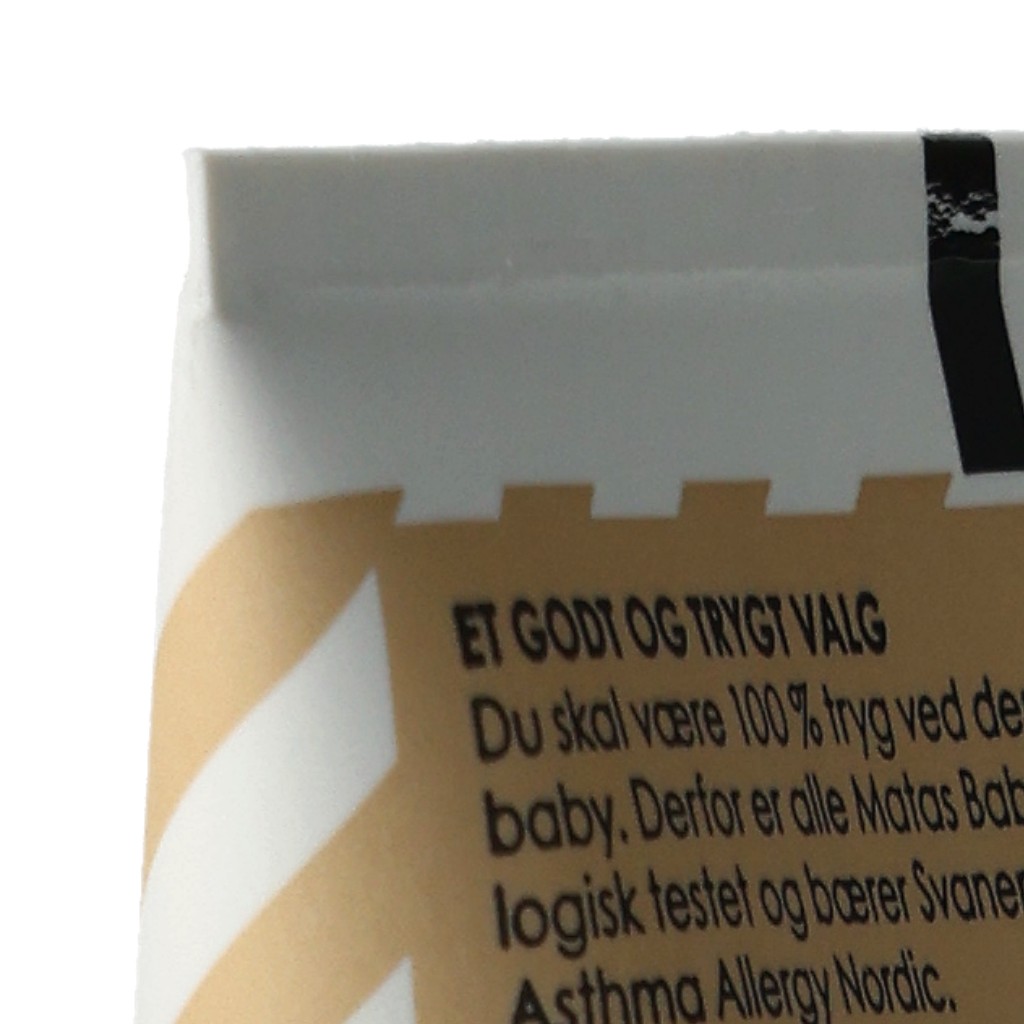 ET GODT OG TRYGT VALG
Du skal være 100% tryg ved de
baby. Derfor er alle Matas Bab
logisk testet og bærer Svane
Asthma Allergy Nordic.